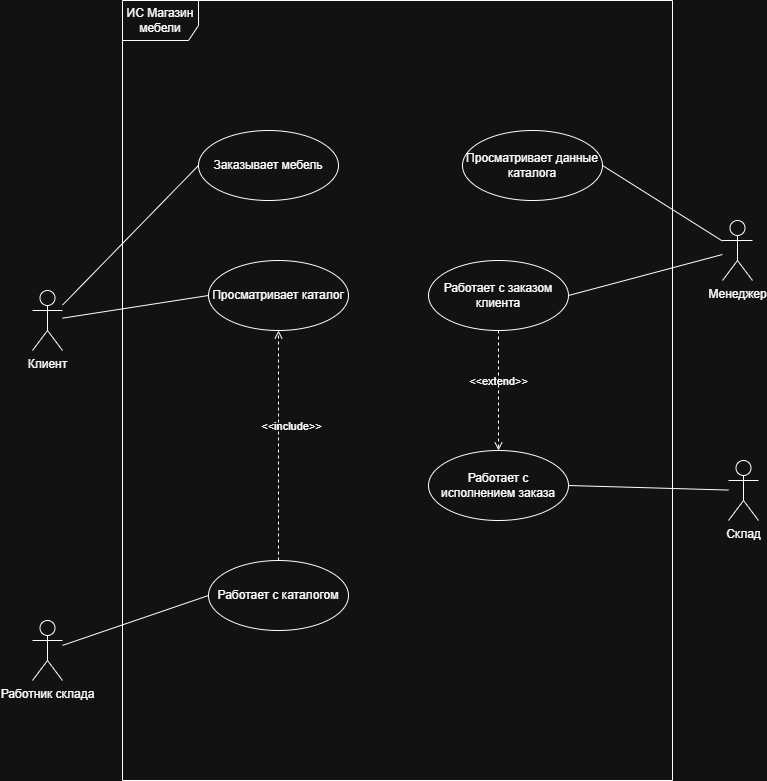 ИС Магазин
мебели
Заказывает мебель
Просматривает данные
каталога
Просматривает каталог
Работает с заказом
клиента
Менеджер
Клиент
<<extend>>
<<include>>
Работает с
исполнением заказа
Склад
Работает с каталогом
Работник склада